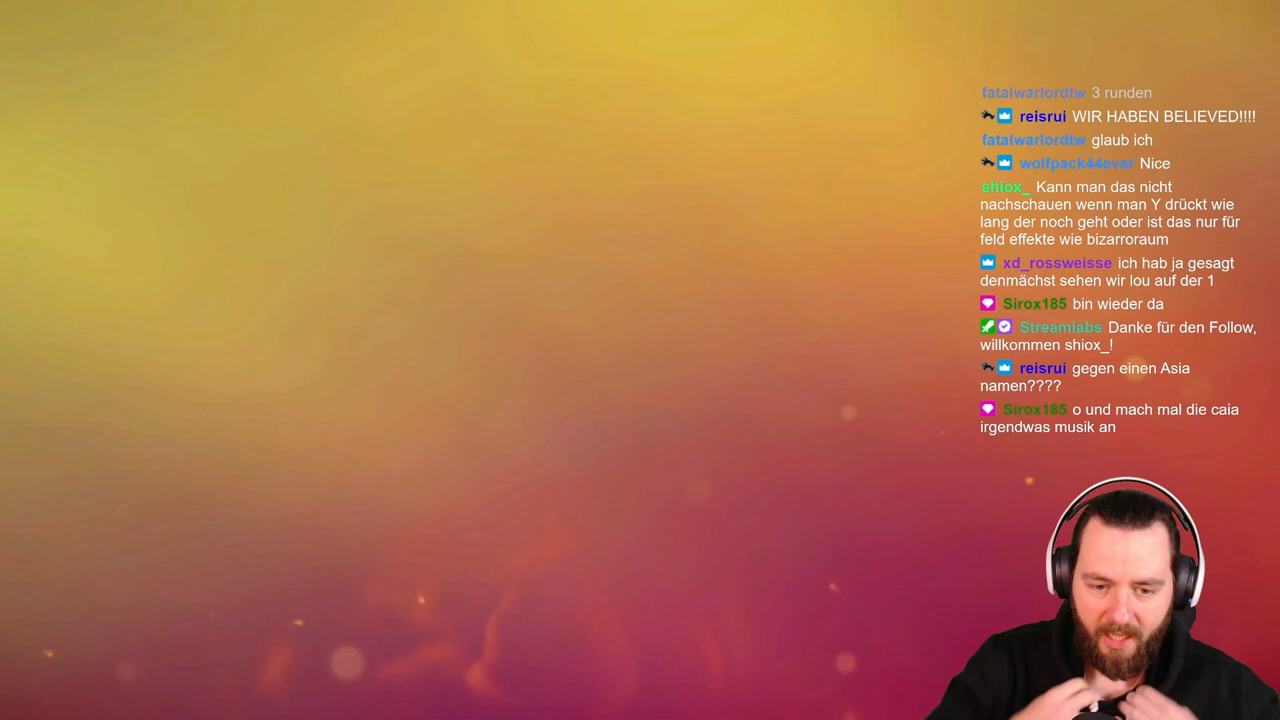 fatalwarlordtw 3 runden
reisrui WIR HABEN BELIEVED!!!!
fatalwarlordtw glaub ich
wolfpack44ever Nice
shiox_ Kann man das nicht
nachschauen wenn man Y drückt wie
lang der noch geht oder ist das nur für
feld effekte wie bizarroraum
xd_rossweisse ich hab ja gesagt
denmächst sehen wir lou auf der 1
Sirox185 bin wieder da
Streamlabs Danke für den Follow,
willkommen shiox_!
reisrui gegen einen Asia
namen????
Sirox185 o und mach mal die caia
irgendwas musik an